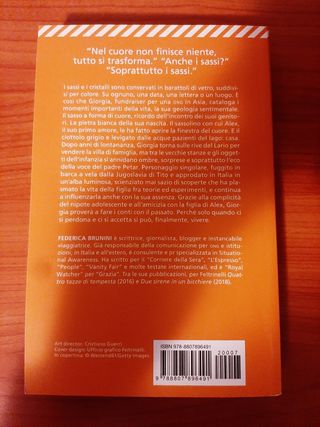 “Nel cuore non finisce niente,
tutto si trasforma.” “Anche i sassi?”
“Soprattutto i sassi.”
I sassi e i cristalli sono conservati in barattoli di vetro, suddivi-
si per colore. Su ognuno, una data, una lettera o un luogo. È
così che Giorgia, fundraiser per una ONG in Asia, cataloga i
momenti importanti della vita, la sua geologia sentimentale.
Il sasso a forma di cuore, ricordo dell’incontro dei suoi genito-
ri. La pietra bianca della sua nascita. Il sassolino con cui Alex,
il suo primo amore, le ha fatto aprire la finestra del cuore. E il
ciottolo grigio e levigato dalle acque pazienti del lago: casa.
Dopo anni di lontananza, Giorgia torna sulle rive del Lario per
vendere la villa di famiglia, ma tra le vecchie stanze e gli ogget-
ti dell’infanzia si annidano ombre, sorprese e soprattutto l’eco
della voce del padre Petar. Personaggio singolare, fuggito in
barca a vela dalla Jugoslavia di Tito e approdato in Italia in
un’alba luminosa, scienziato mai sazio di scoperte che ha pla-
smato la vita della figlia fra teorie ed esperimenti, e continua
a influenzarla anche con la sua assenza. Grazie alla complicità
del nipote adolescente e all’amicizia con la figlia di Alex, Gior-
gia proverà a fare i conti con il passato. Perché solo quando ci
si perdona e ci si accetta si può, finalmente, vivere.
FEDERICA BRUNINI è scrittrice, giornalista, blogger e instancabile
viaggiatrice. Già responsabile della comunicazione per ONG e istitu-
zioni, in Italia e all’estero, è consulente pr specializzata in Situatio-
nal Awareness. Ha scritto per il “Corriere della Sera”, “L’Espresso”,
“People”, “Vanity Fair” e molte testate internazionali, ed è “Royal
Watcher” per “Grazia”. Tra le sue pubblicazioni, per Feltrinelli Quat-
tro tazze di tempesta (2016) e Due sirene in un bicchiere (2018).
Art director: Cristiano Guerri.
Cover design: Ufficio grafico Feltrinelli.
In copertina: © AlessandIII/Getty Images.
ISBN 978-8807896491
20007
9 788807 896491